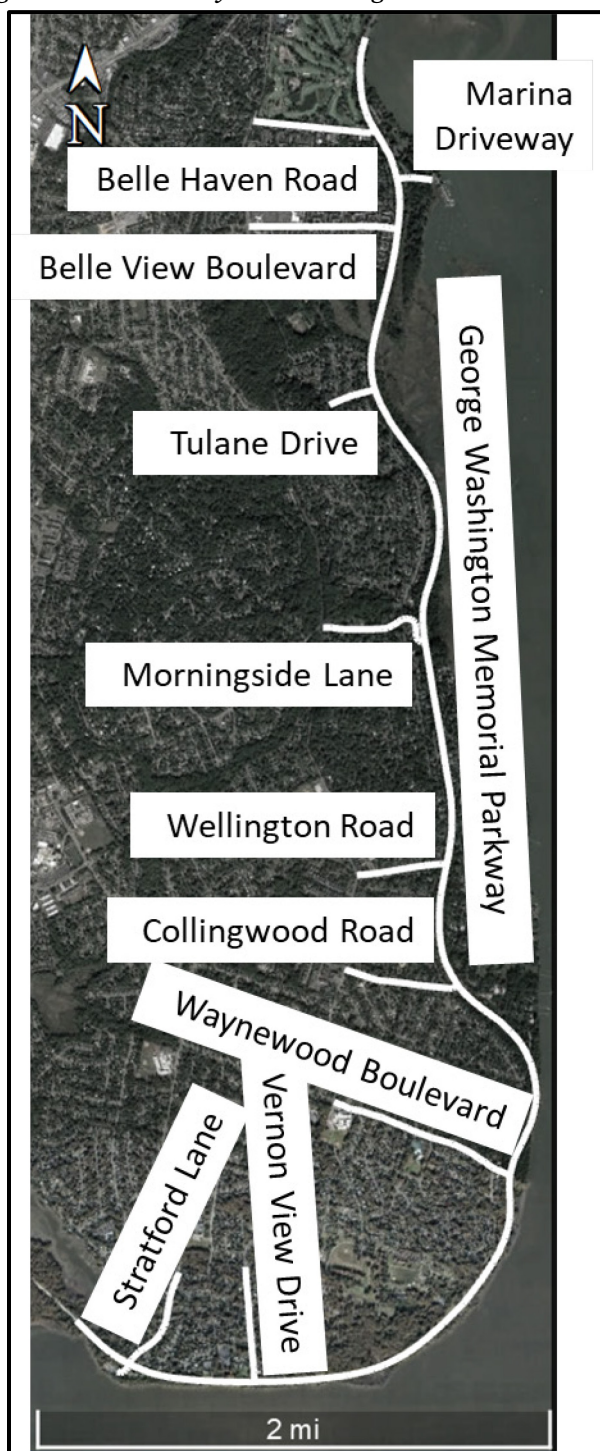 N
Marina
Driveway
Belle Haven Road
Belle View Boulevard
George Washington Memorial Parkway
Tulane Drive
Morningside Lane
Wellington Road
Collingwood Road
Waynewood Boulevard
Vernon View Drive
Stratford Lane
2 mi